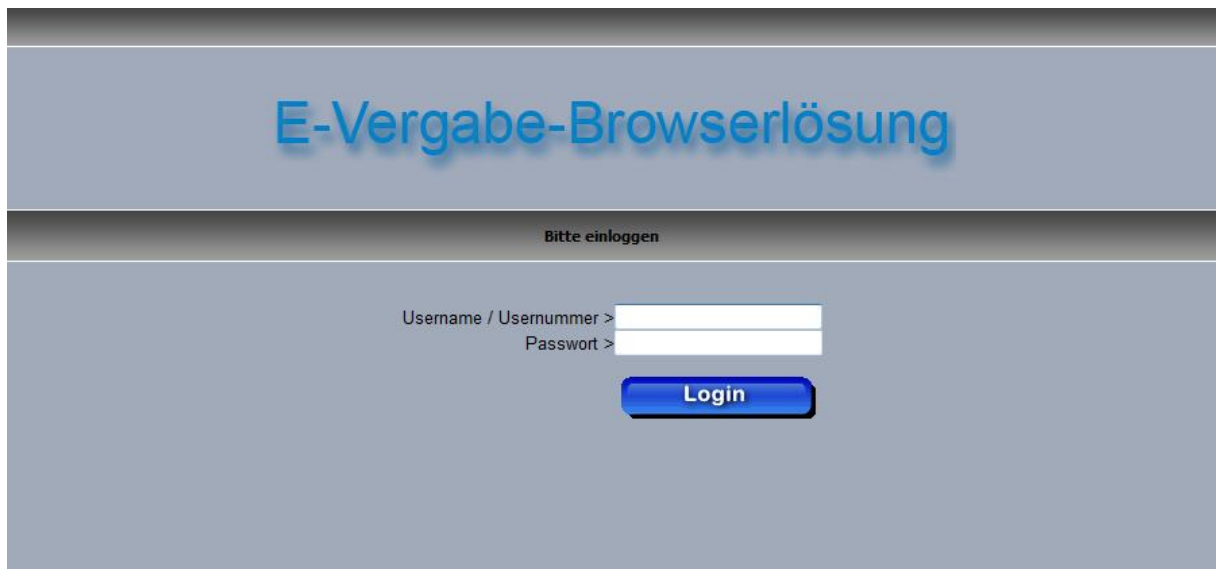 E-Vergabe-Browserlösung
Bitte einloggen
Username / Usernummer >
Passwort >
Login